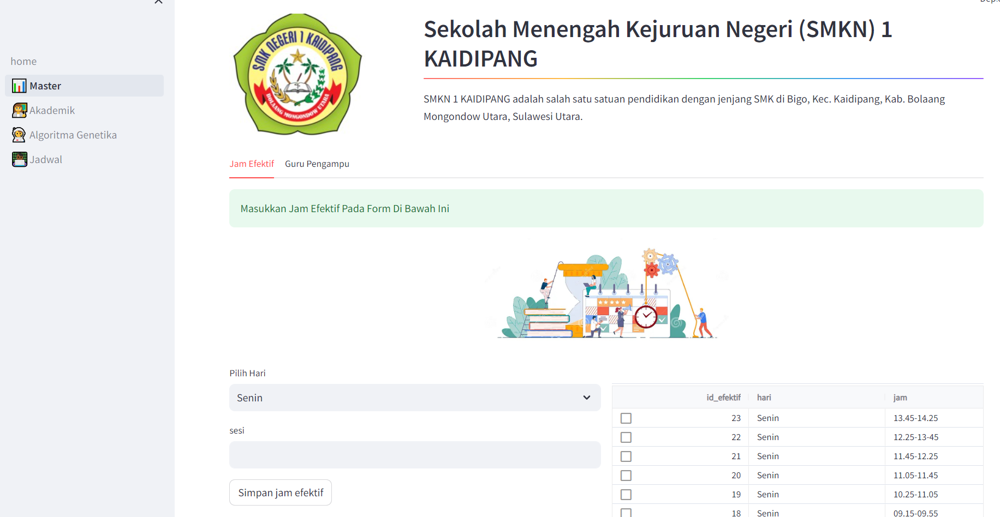 home
Master
Akademik
Algoritma Genetika
Jadwal
SMK NEGERI 1 KAIDIPANG
BOLAANG MONGONDOW UTARA
Sekolah Menengah Kejuruan Negeri (SMKN) 1
KAIDIPANG
SMKN 1 KAIDIPANG adalah salah satu satuan pendidikan dengan jenjang SMK di Bigo, Kec. Kaidipang, Kab. Bolaang
Mongondow Utara, Sulawesi Utara.
Jam Efektif Guru Pengampu
Masukkan Jam Efektif Pada Form Di Bawah Ini
Pilih Hari
Senin
sesi
Simpan jam efektif
id_efektif hari jam
23 Senin 13.45-14.25
22 Senin 12.25-13-45
21 Senin 11.45-12.25
20 Senin 11.05-11.45
19 Senin 10.25-11.05
18 Senin 09.15-09.55